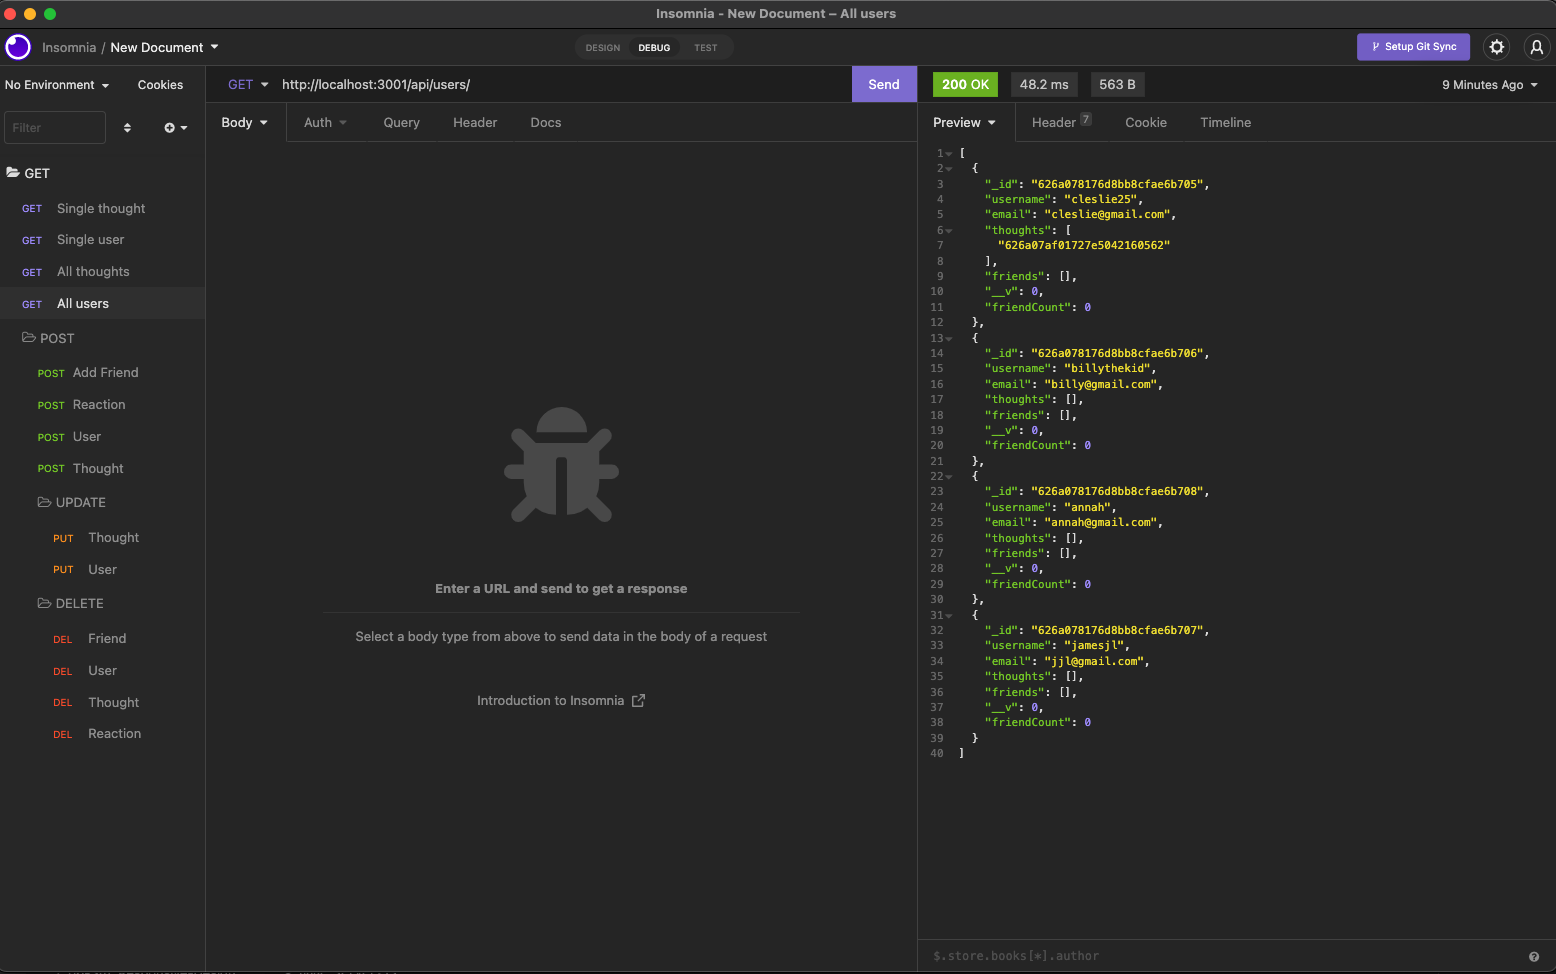 Insomnia - New Document – All users
Insomnia / New Document
DESIGN DEBUG TEST
Setup Git Sync
No Environment Cookies
GET http://localhost:3001/api/users/ Send
200 OK 48.2 ms 563 B 9 Minutes Ago
Filter
Body Auth Query Header Docs
Preview Header 7 Cookie Timeline
GET
GET Single thought
GET Single user
GET All thoughts
GET All users
POST
POST Add Friend
POST Reaction
POST User
POST Thought
UPDATE
PUT Thought
PUT User
DELETE
DEL Friend
DEL User
DEL Thought
DEL Reaction
Enter a URL and send to get a response
Select a body type from above to send data in the body of a request
Introduction to Insomnia
1 [
2 {
3 "_id": "626a078176d8bb8cfae6b705",
4 "username": "cleslie25",
5 "email": "cleslie@gmail.com",
6 "thoughts": [
7 "626a07af01727e5042160562"
8 ],
9 "friends": [],
10 "__v": 0,
11 "friendCount": 0
12 },
13 {
14 "_id": "626a078176d8bb8cfae6b706",
15 "username": "billythekid",
16 "email": "billy@gmail.com",
17 "thoughts": [],
18 "friends": [],
19 "__v": 0,
20 "friendCount": 0
21 },
22 {
23 "_id": "626a078176d8bb8cfae6b708",
24 "username": "annah",
25 "email": "annah@gmail.com",
26 "thoughts": [],
27 "friends": [],
28 "__v": 0,
29 "friendCount": 0
30 },
31 {
32 "_id": "626a078176d8bb8cfae6b707",
33 "username": "jamesjl",
34 "email": "jjl@gmail.com",
35 "thoughts": [],
36 "friends": [],
37 "__v": 0,
38 "friendCount": 0
39 }
40 ]
$.store.books[*].author